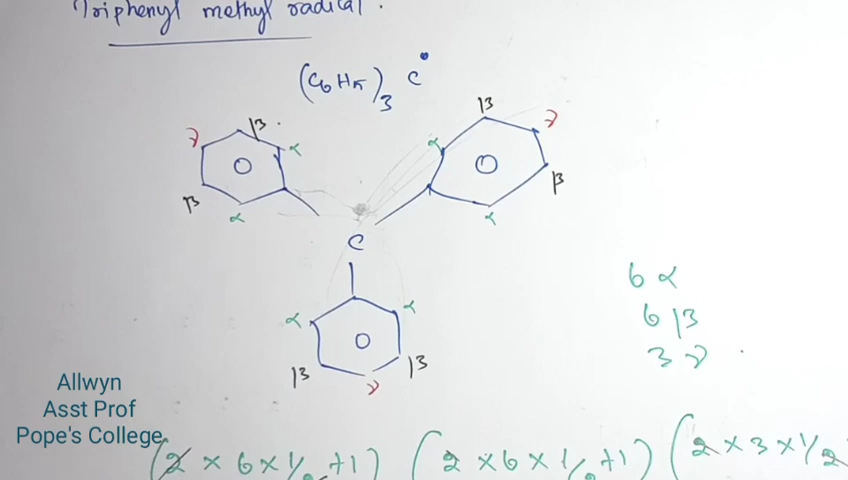 Triphenyl methyl radical.
(C6H5)3 C•
β α γ β α
β γ α β α
C
α α β β γ
6 α
6 β
3 γ
Allwyn
Asst Prof
Pope's College
(2 × 6 × 1/2 +1) (2 × 6 × 1/2 +1) (2 × 3 × 1/2